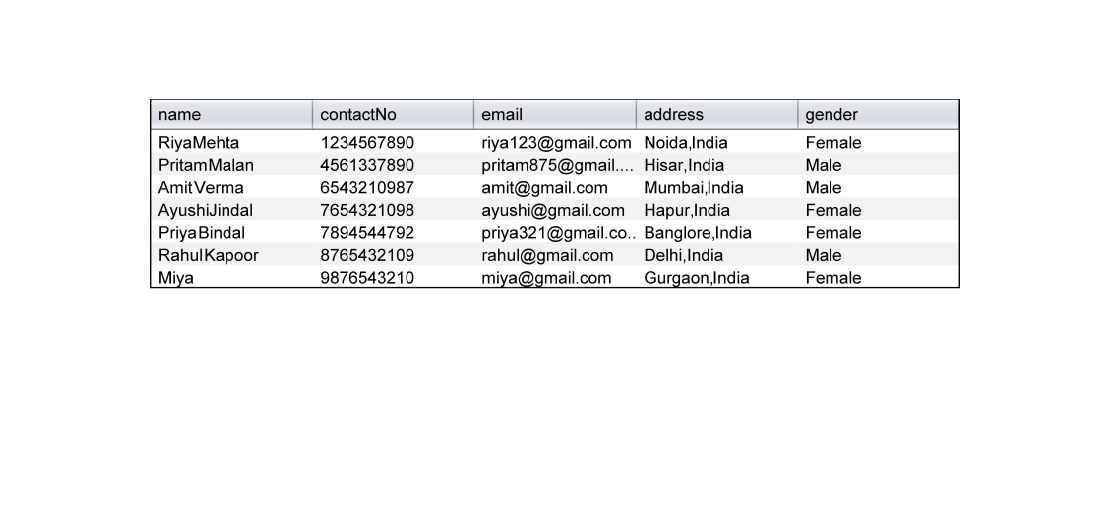 name contactNo email address gender
RiyaMehta 1234567890 riya123@gmail.com Noida,India Female
PritamMalan 4561337890 pritam875@gmail.... Hisar,India Male
AmitVerma 6543210987 amit@gmail.com Mumbai,India Male
AyushiJindal 7654321098 ayushi@gmail.com Hapur,India Female
PriyaBindal 7894544792 priya321@gmail.co.. Banglore,India Female
RahulKapoor 8765432109 rahul@gmail.com Delhi,India Male
Miya 9876543210 miya@gmail.com Gurgaon,India Female